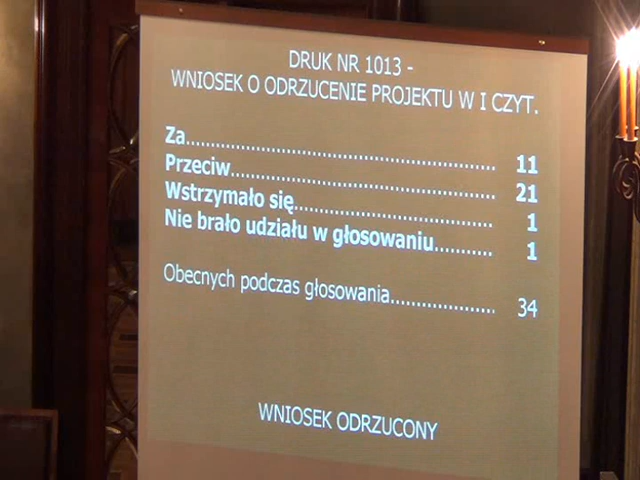 DRUK NR 1013 -
WNIOSEK O ODRZUCENIE PROJEKTU W I CZYT.
Za........................................................... 11
Przeciw.................................................... 21
Wstrzymało się........................................ 1
Nie brało udziału w głosowaniu........... 1
Obecnych podczas głosowania................... 34
WNIOSEK ODRZUCONY